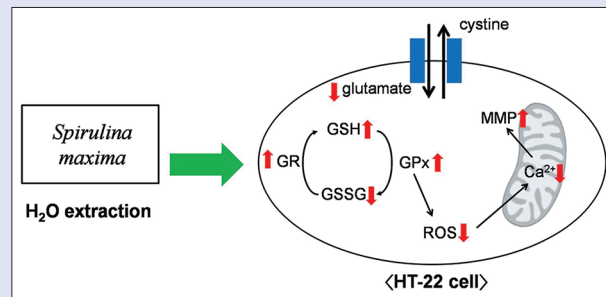 cystine
glutamate
MMP
GSH
Spirulina
maxima
GR
GPx
Ca²⁺
GSSG
H₂O extraction
ROS
〈HT-22 cell〉